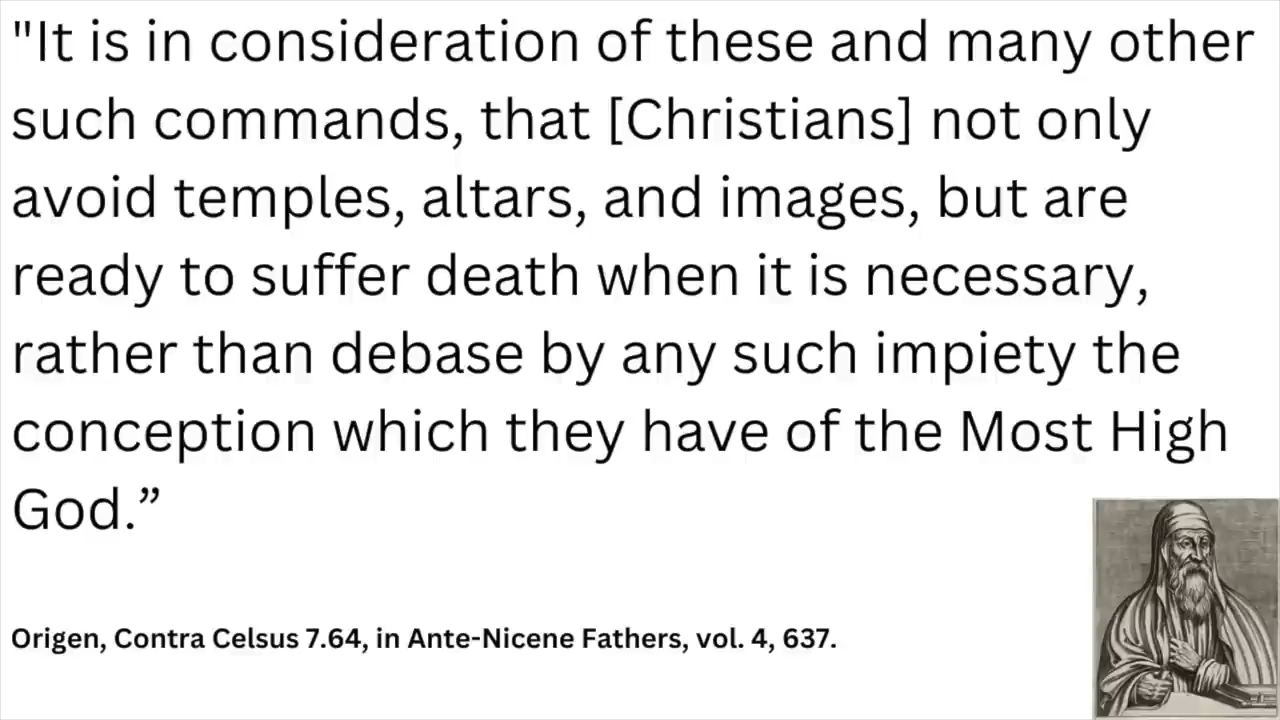 "It is in consideration of these and many other
such commands, that [Christians] not only
avoid temples, altars, and images, but are
ready to suffer death when it is necessary,
rather than debase by any such impiety the
conception which they have of the Most High
God.”
Origen, Contra Celsus 7.64, in Ante-Nicene Fathers, vol. 4, 637.